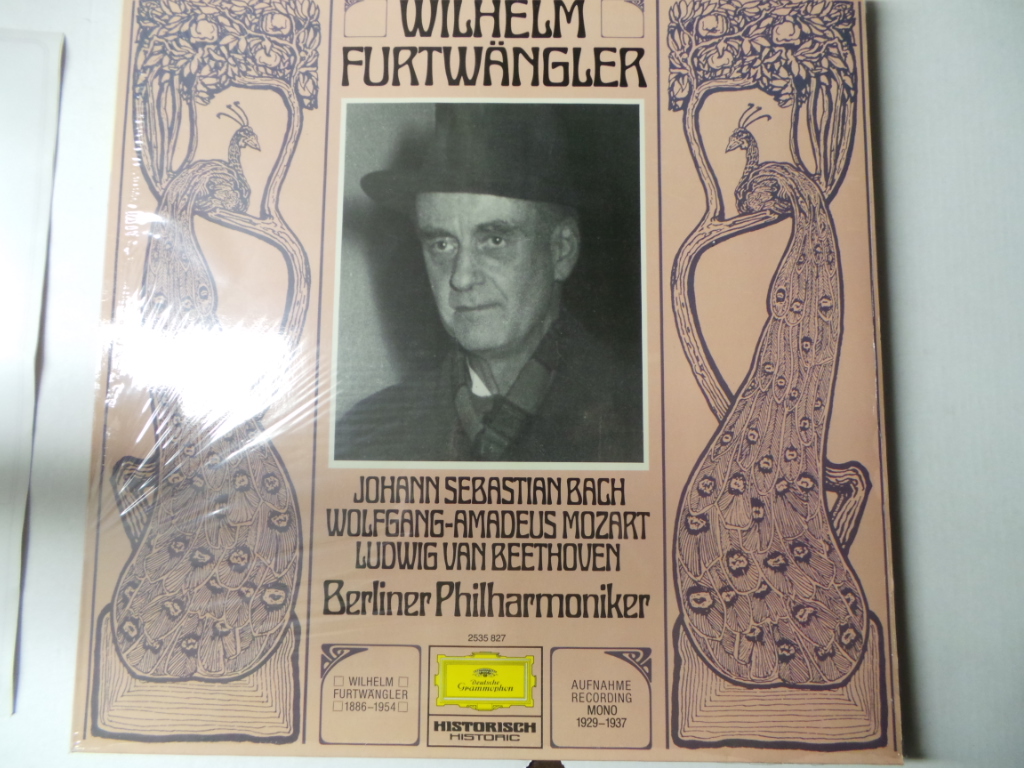 WILHELM
FURTWÄNGLER
JOHANN SEBASTIAN BACH
WOLFGANG-AMADEUS MOZART
LUDWIG VAN BEETHOVEN
Berliner Philharmoniker
2535 827
WILHELM
FURTWÄNGLER
1886–1954
Deutsche
Grammophon
HISTORISCH
HISTORIC
AUFNAHME
RECORDING
MONO
1929–1937